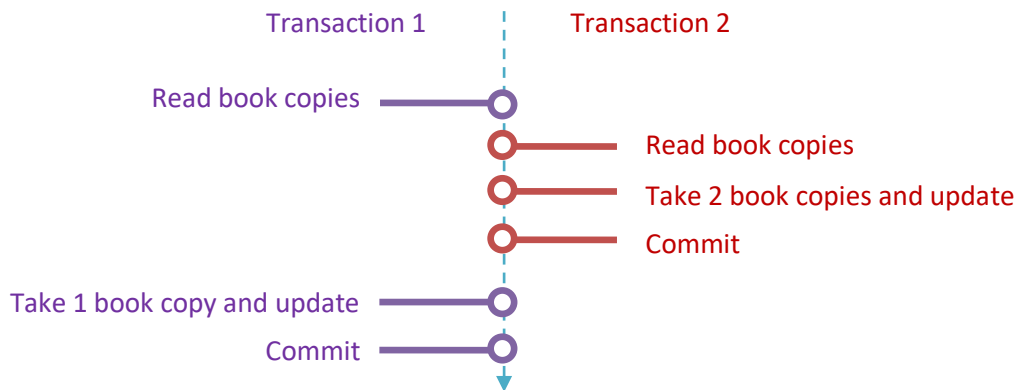 Transaction 1
Transaction 2
Read book copies
Read book copies
Take 2 book copies and update
Commit
Take 1 book copy and update
Commit